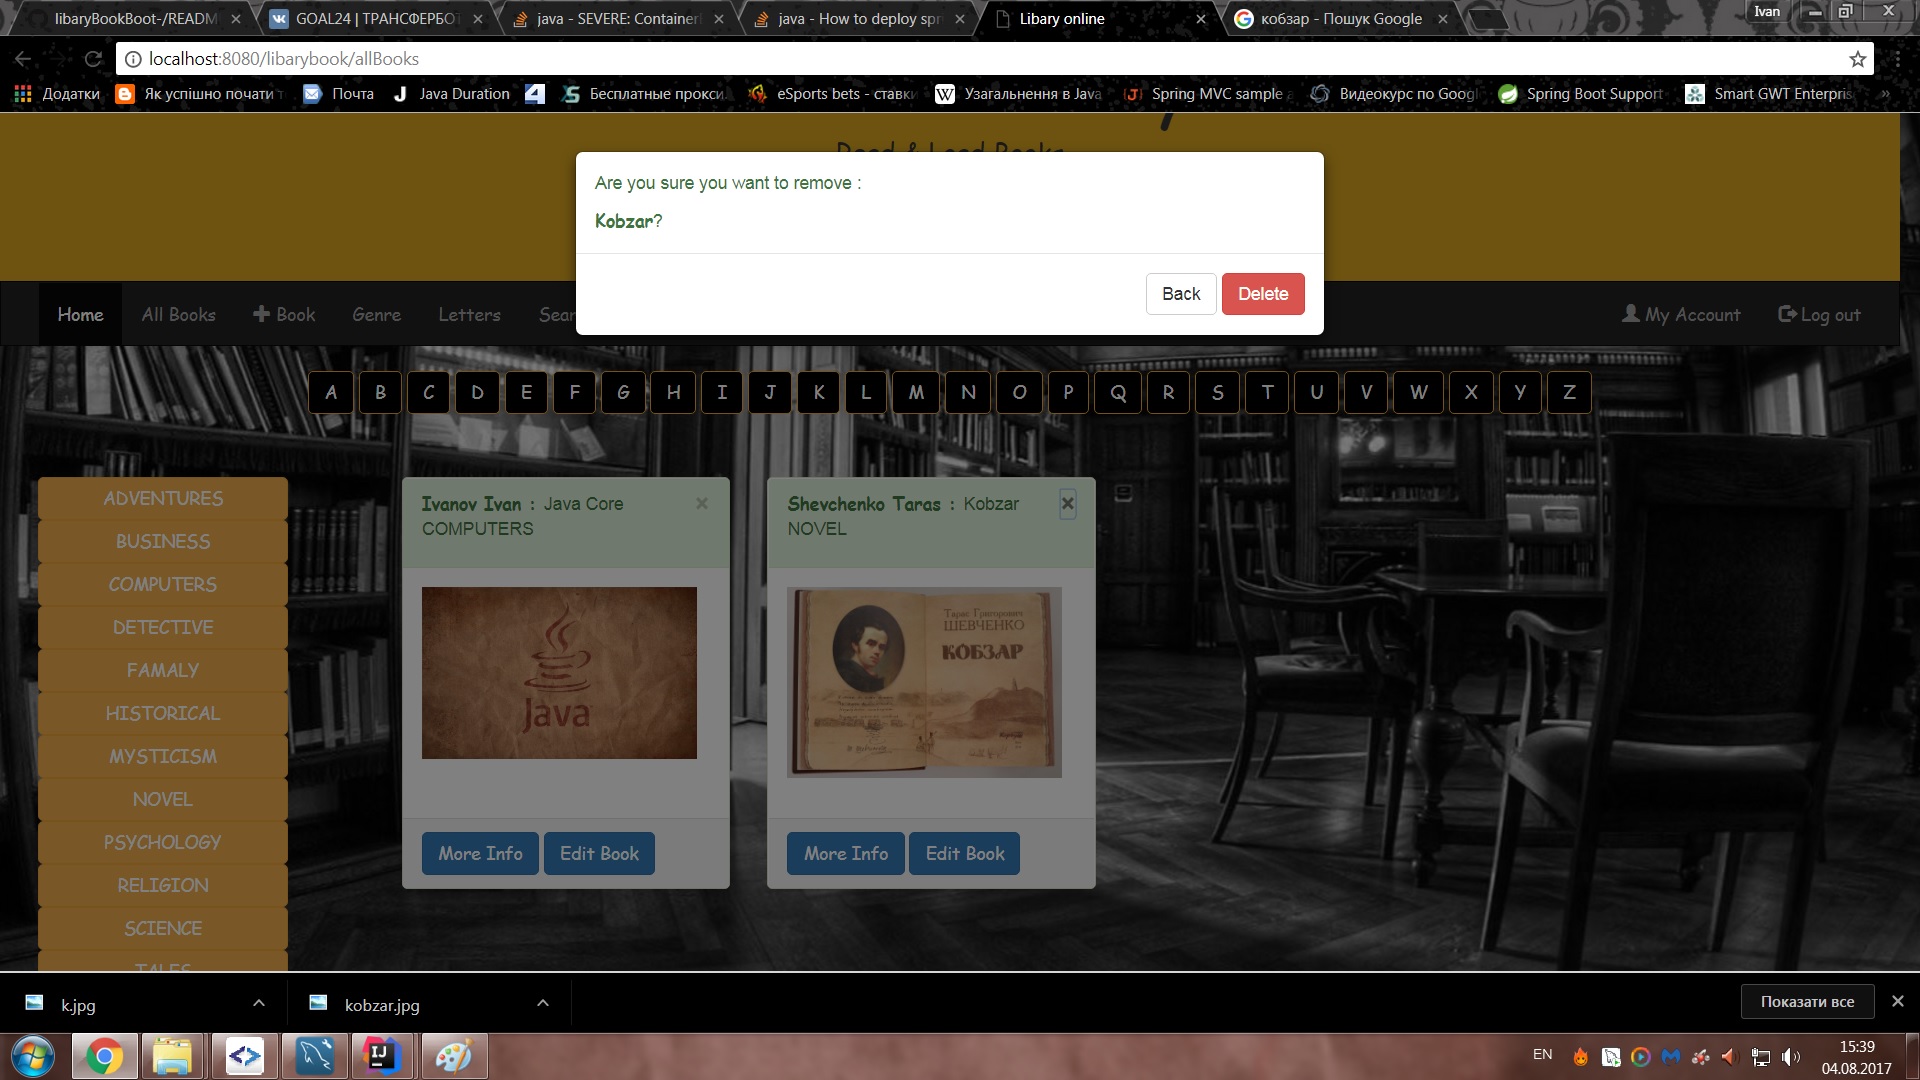 libaryBookBoot-/READM
GOAL24 | ТРАНСФЕРБО
java - SEVERE: Container
java - How to deploy spr
Libary online
кобзар - Пошук Google
Ivan
localhost:8080/libarybook/allBooks
Додатки
Як успішно почати т
Почта
Java Duration
Бесплатные прокси
eSports bets - ставки
Узагальнення в Java
Spring MVC sample
Видеокурс по Googl
Spring Boot Support
Smart GWT Enterpris
»
Read & Load Books
Are you sure you want to remove :
Kobzar?
Back
Delete
Home
All Books
Book
Genre
Letters
Sear
My Account
Log out
A B C D E F G H I J K L M N O P Q R S T U V W X Y Z
ADVENTURES
BUSINESS
COMPUTERS
DETECTIVE
FAMALY
HISTORICAL
MYSTICISM
NOVEL
PSYCHOLOGY
RELIGION
SCIENCE
TALES
Ivanov Ivan : Java Core
COMPUTERS
Java
More Info
Edit Book
Shevchenko Taras : Kobzar
NOVEL
Тарас Григорович
ШЕВЧЕНКО
КОБЗАР
More Info
Edit Book
k.jpg
kobzar.jpg
Показати все
EN
15:39
04.08.2017